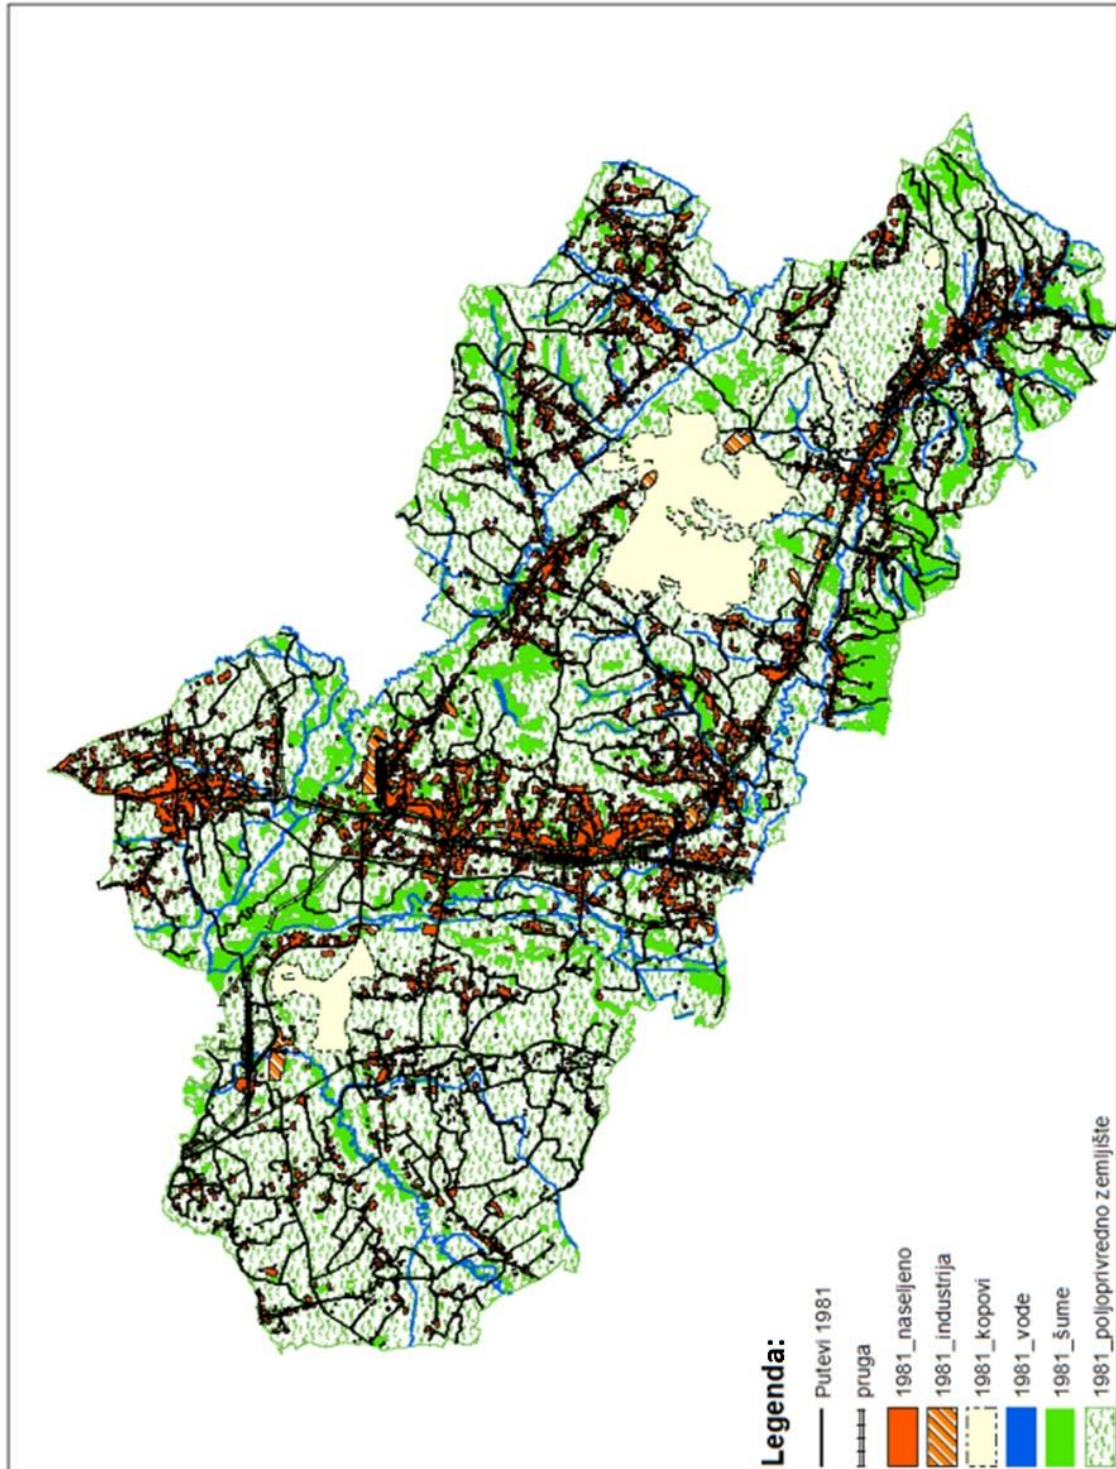 Legenda:
Putevi 1981
pruga
1981_naseljeno
1981_industrija
1981_kopovi
1981_vode
1981_šume
1981_poljoprivredno zemljište